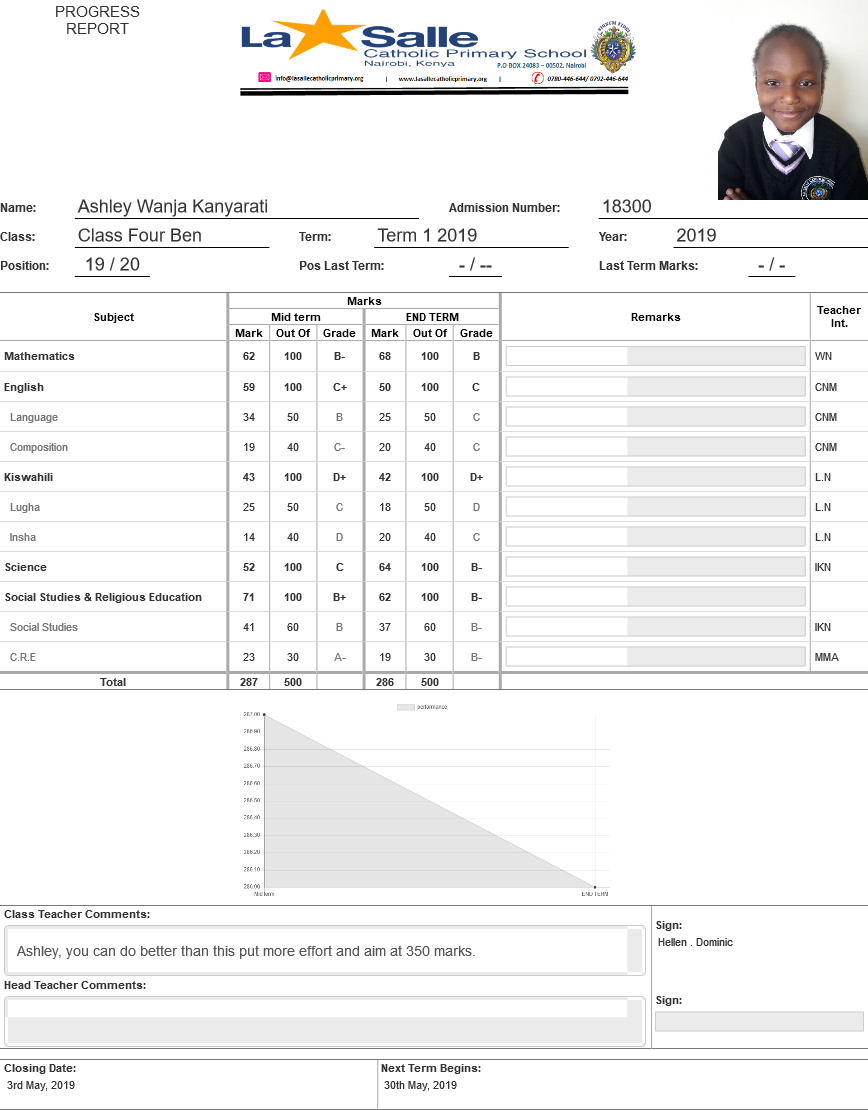 PROGRESS
REPORT
La Salle
Catholic Primary School
Nairobi, Kenya
P.O BOX 24083 – 00502, Nairobi
info@lasallecatholicprimary.org | www.lasallecatholicprimary.org | 0780-446-644/ 0792-446-644
Name: Ashley Wanja Kanyarati Admission Number: 18300
Class: Class Four Ben Term: Term 1 2019 Year: 2019
Position: 19 / 20 Pos Last Term: - / -- Last Term Marks: - / -
Subject Marks Remarks Teacher Int.
Mid term END TERM
Mark Out Of Grade Mark Out Of Grade
Mathematics 62 100 B- 68 100 B WN
English 59 100 C+ 50 100 C CNM
Language 34 50 B 25 50 C CNM
Composition 19 40 C- 20 40 C CNM
Kiswahili 43 100 D+ 42 100 D+ L.N
Lugha 25 50 C 18 50 D L.N
Insha 14 40 D 20 40 C L.N
Science 52 100 C 64 100 B- IKN
Social Studies & Religious Education 71 100 B+ 62 100 B-
Social Studies 41 60 B 37 60 B- IKN
C.R.E 23 30 A- 19 30 B- MMA
Total 287 500 286 500
performance
287.00
286.90
286.80
286.70
286.60
286.50
286.40
286.30
286.20
286.10
286.00
Mid term END TERM
Class Teacher Comments:
Ashley, you can do better than this put more effort and aim at 350 marks.
Sign:
Hellen . Dominic
Head Teacher Comments:
Sign:
Closing Date:
3rd May, 2019
Next Term Begins:
30th May, 2019